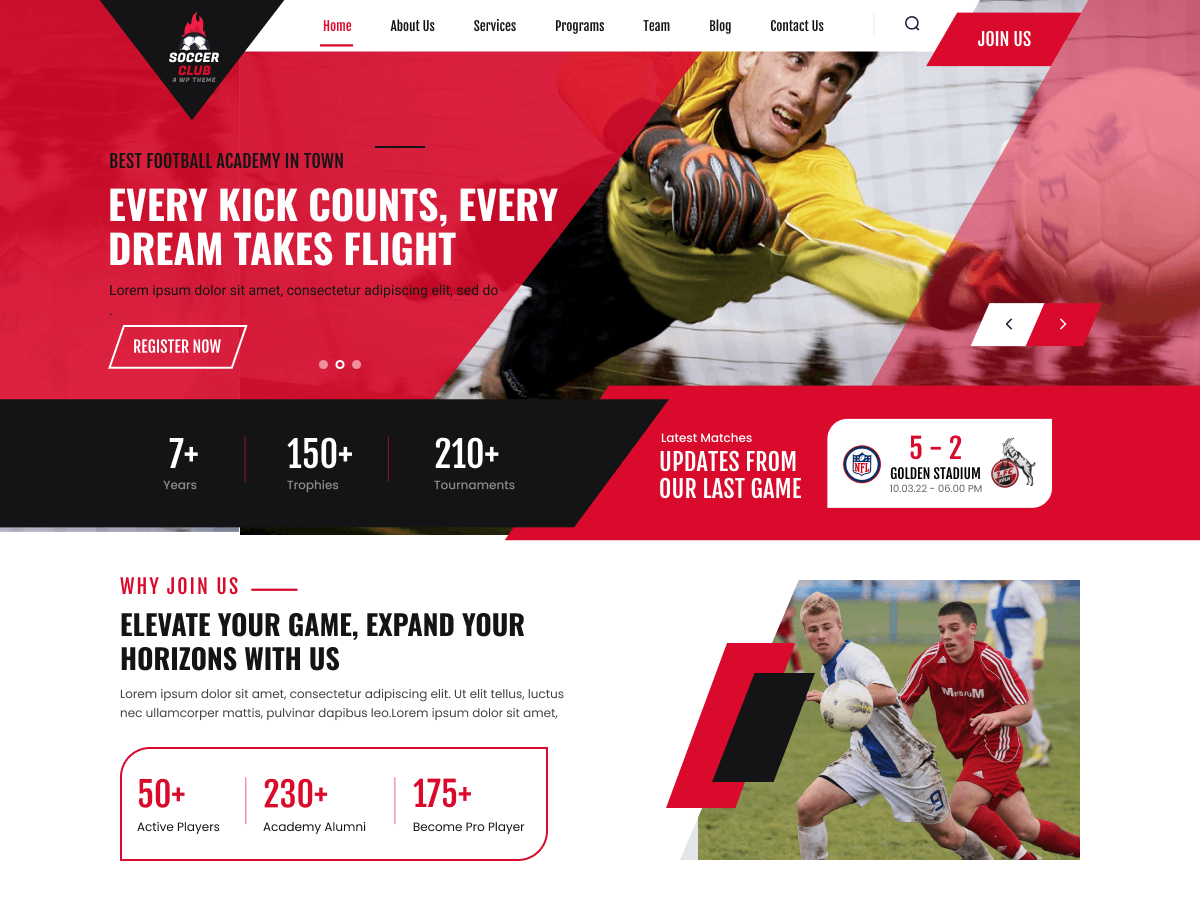 SOCCER
CLUB
A WP THEME
Home
About Us
Services
Programs
Team
Blog
Contact Us
JOIN US
BEST FOOTBALL ACADEMY IN TOWN
EVERY KICK COUNTS, EVERY
DREAM TAKES FLIGHT
Lorem ipsum dolor sit amet, consectetur adipiscing elit, sed do
.
REGISTER NOW
7+
Years
150+
Trophies
210+
Tournaments
Latest Matches
UPDATES FROM
OUR LAST GAME
NFL
5 - 2
GOLDEN STADIUM
10.03.22 - 06.00 PM
1.FC
KÖLN
WHY JOIN US
ELEVATE YOUR GAME, EXPAND YOUR
HORIZONS WITH US
Lorem ipsum dolor sit amet, consectetur adipiscing elit. Ut elit tellus, luctus
nec ullamcorper mattis, pulvinar dapibus leo.Lorem ipsum dolor sit amet,
50+
Active Players
230+
Academy Alumni
175+
Become Pro Player
9